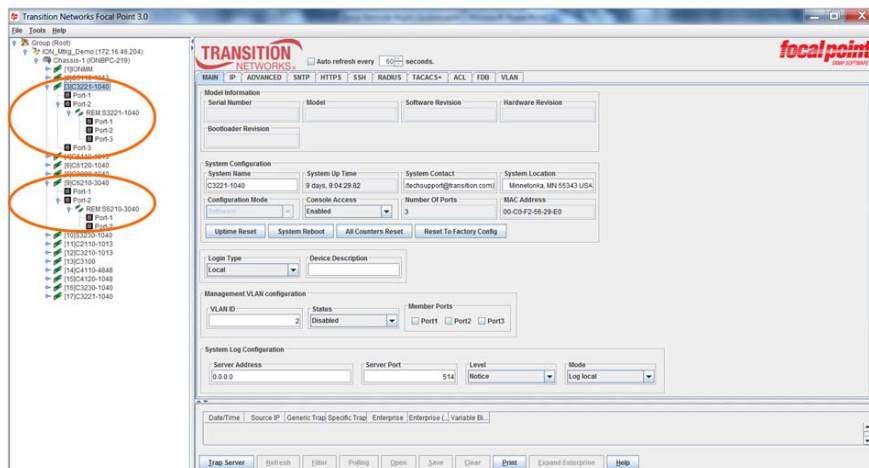 Transition Networks Focal Point 3.0
File Tools Help
Group (Root)
ION_Mktg_Demo (172.16.46.204)
Chassis-1 (IONBPC-219)
[1]IONMM
[3]C3221-1040
Port-1
Port-2
REM:S3221-1040
Port-1
Port-2
Port-3
Port-3
[6]C6120-1040
[9]C6210-3040
Port-1
Port-2
REM:S6210-3040
Port-1
[10]S3230-1040
[11]C2110-1013
[12]C3210-1013
[13]C3100
[14]C4110-4848
[15]C4120-1048
[16]C3230-1040
[17]C3221-1040
TRANSITION NETWORKS
Auto refresh every 60 seconds.
focal point
SNMP SOFTWARE
MAIN IP ADVANCED SNTP HTTPS SSH RADIUS TACACS+ ACL FDB VLAN
Model Information
Serial Number Model Software Revision Hardware Revision
Bootloader Revision
System Configuration
System Name System Up Time System Contact System Location
C3221-1040 9 days, 9:04:29.82 (techsupport@transition.com) Minnetonka, MN 55343 USA
Configuration Mode Console Access Number Of Ports MAC Address
Software Enabled 3 00-C0-F2-56-29-E0
Uptime Reset System Reboot All Counters Reset Reset To Factory Config
Login Type Device Description
Local
Management VLAN configuration
VLAN ID Status Member Ports
2 Disabled Port1 Port2 Port3
System Log Configuration
Server Address Server Port Level Mode
0.0.0.0 514 Notice Log local
Date/Time Source IP Generic Trap Specific Trap Enterprise Enterprise (... Variable Bi...
Trap Server Refresh Filter Polling Open Save Clear Print Expand Enterprise Help